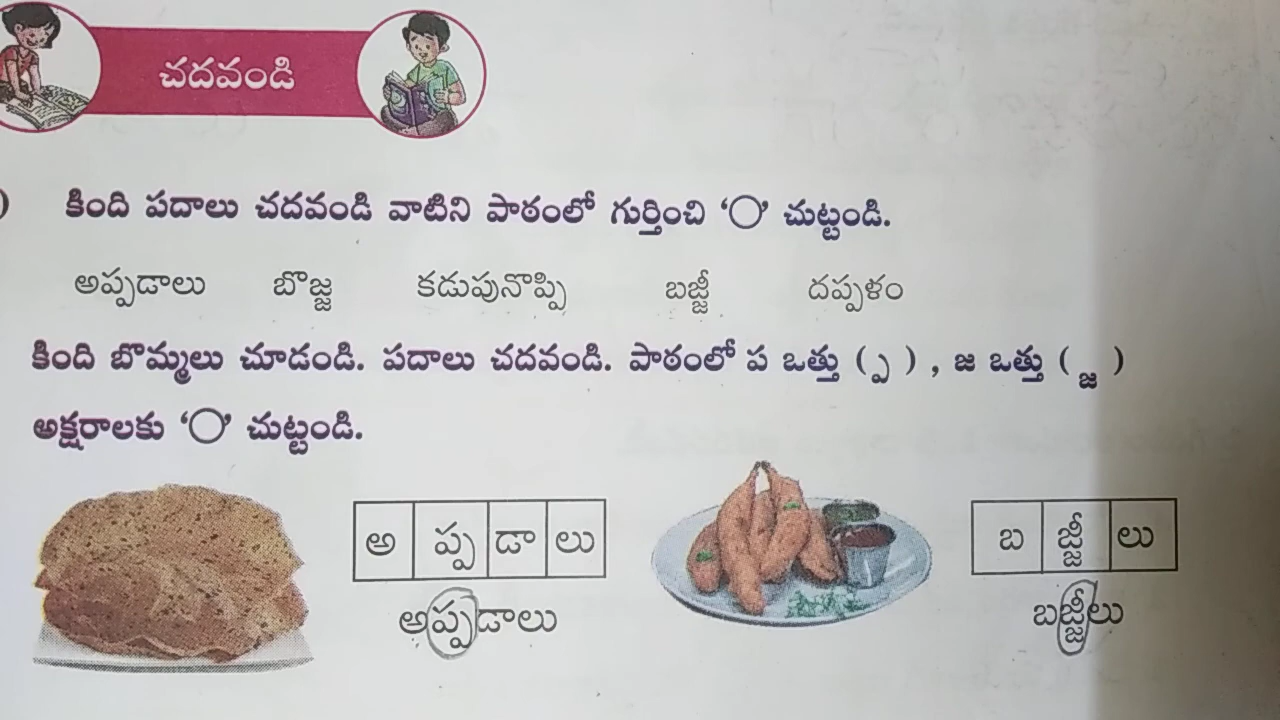 చదవండి
) కింది పదాలు చదవండి వాటిని పాఠంలో గుర్తించి ‘○’ చుట్టండి.
అప్పడాలు బొజ్జ కడుపునొప్పి బజ్జీ దప్పళం
కింది బొమ్మలు చూడండి. పదాలు చదవండి. పాఠంలో ప ఒత్తు ( ్ప ) , జ ఒత్తు ( ్జ )
అక్షరాలకు ‘○’ చుట్టండి.
అ ప్ప డా లు బ జ్జీ లు
అప్పడాలు బజ్జీలు